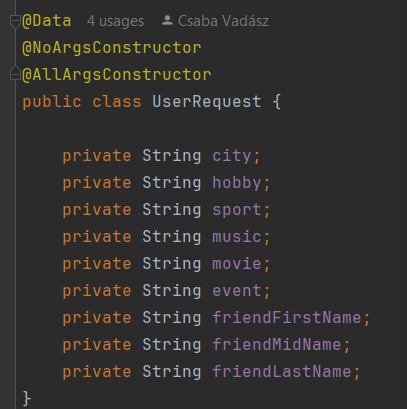 @Data 4 usages Csaba Vadász
@NoArgsConstructor
@AllArgsConstructor
public class UserRequest {
private String city;
private String hobby;
private String sport;
private String music;
private String movie;
private String event;
private String friendFirstName;
private String friendMidName;
private String friendLastName;
}